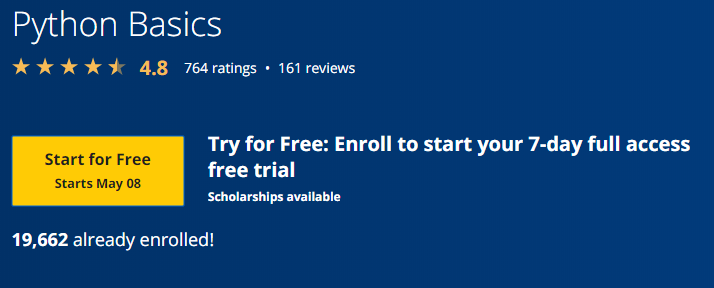 Python Basics
4.8 764 ratings • 161 reviews
Start for Free
Starts May 08
Try for Free: Enroll to start your 7-day full access
free trial
Scholarships available
19,662 already enrolled!